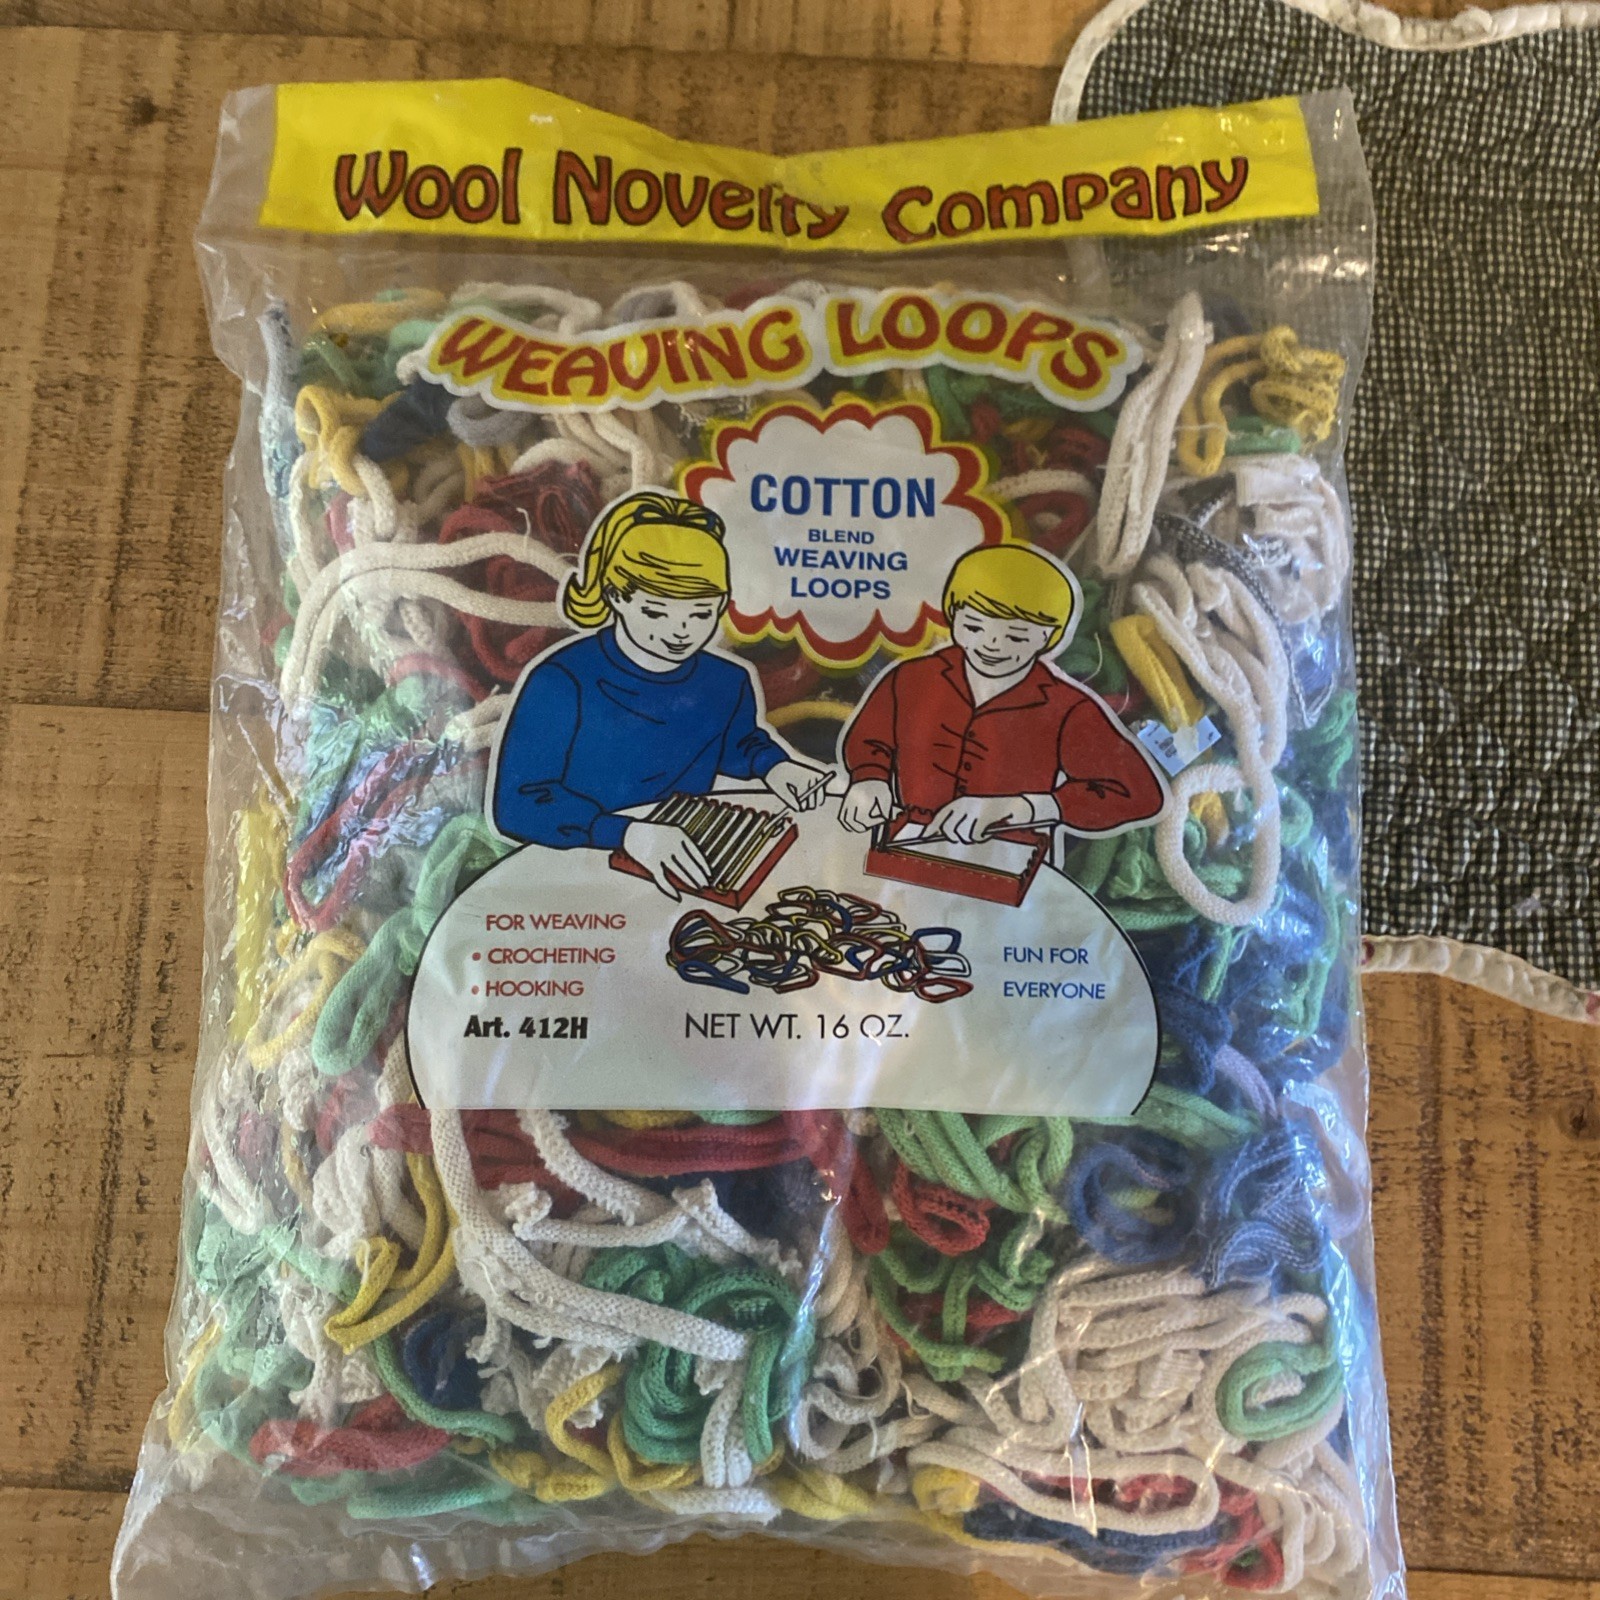 Wool Novelty Company
WEAVING LOOPS
COTTON
BLEND
WEAVING
LOOPS
FOR WEAVING
• CROCHETING
• HOOKING
Art. 412H
NET WT. 16 OZ.
FUN FOR
EVERYONE